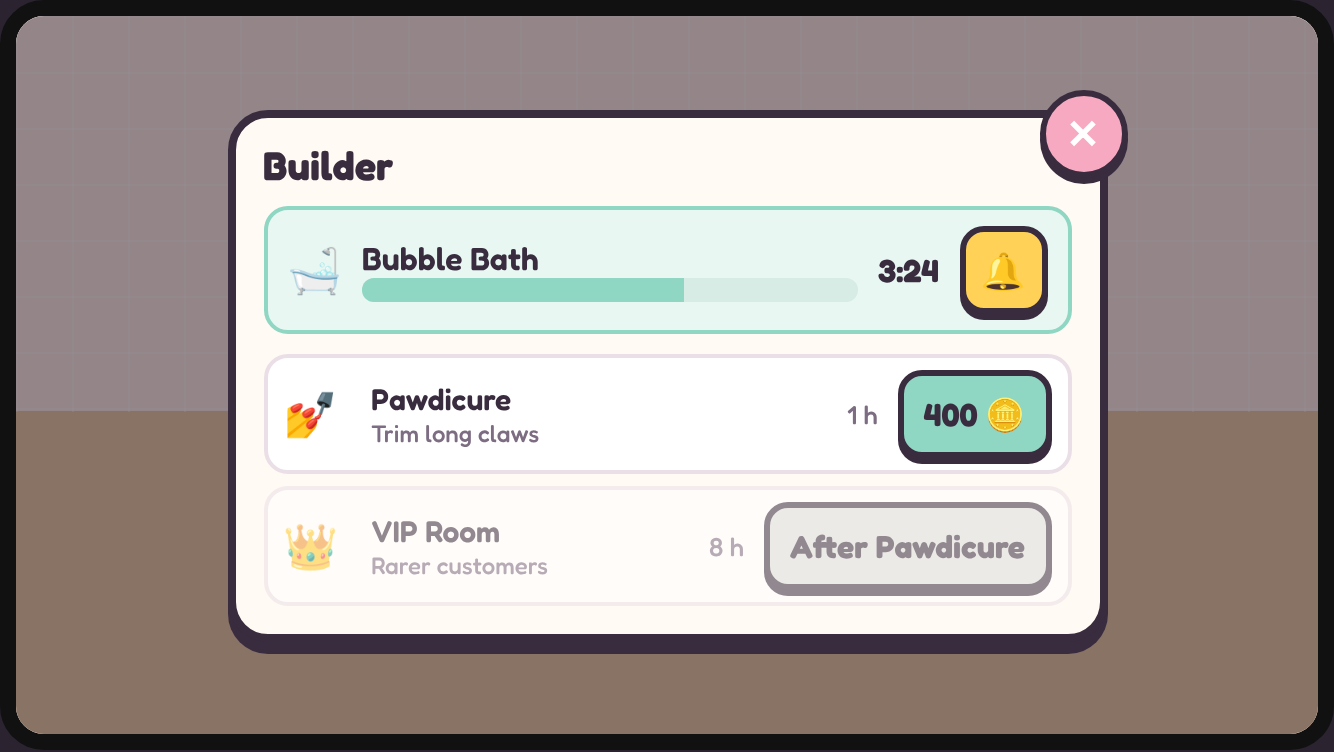 Builder
Bubble Bath
3:24
Pawdicure
Trim long claws
1 h
400
VIP Room
Rarer customers
8 h
After Pawdicure